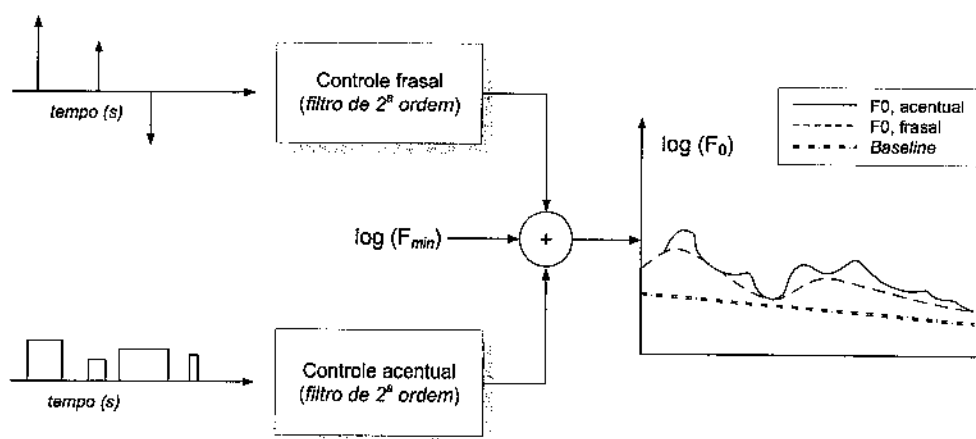 tempo (s)
Controle frasal
(filtro de 2ª ordem)
F0, acentual
F0, frasal
Baseline
log (F0)
log (Fmin)
+
Controle acentual
(filtro de 2ª ordem)
tempo (s)